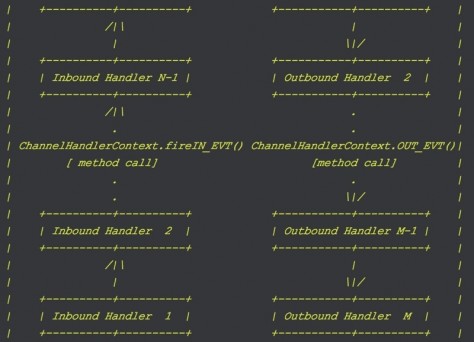 |    +----------+----------+            +----------+----------+    |
|              /|\\                                |               |
|               |                                 \|/              |
|    | Inbound Handler N-1 |            | Outbound Handler  2 |    |
|    +----------+----------+            +----------+----------+    |
|              /|\\                                .               |
|               .                                  .               |
| ChannelHandlerContext.fireIN_EVT() ChannelHandlerContext.OUT_EVT()|
|        [ method call]                       [method call]        |
|               .                                  .               |
|               .                                 \|/              |
|    +----------+----------+            +----------+----------+    |
|    | Inbound Handler  2  |            | Outbound Handler M-1 |    |
|    +----------+----------+            +----------+----------+    |
|              /|\\                                |               |
|               |                                 \|/              |
|    +----------+----------+            +----------+----------+    |
|    | Inbound Handler  1  |            | Outbound Handler  M |    |
|    +----------+----------+            +----------+----------+    |